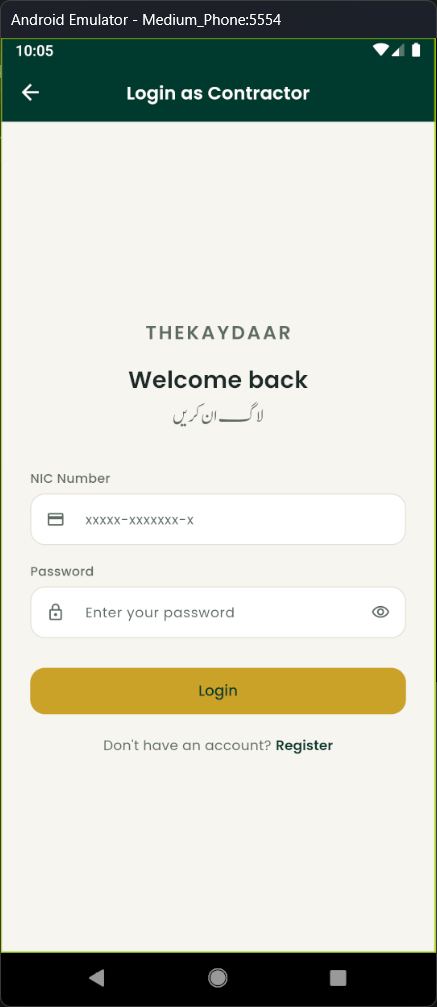 Android Emulator - Medium_Phone:5554
10:05
Login as Contractor
THEKAYDAAR
Welcome back
لاگ ان کریں
NIC Number
xxxxx-xxxxxxx-x
Password
Enter your password
Login
Don't have an account? Register